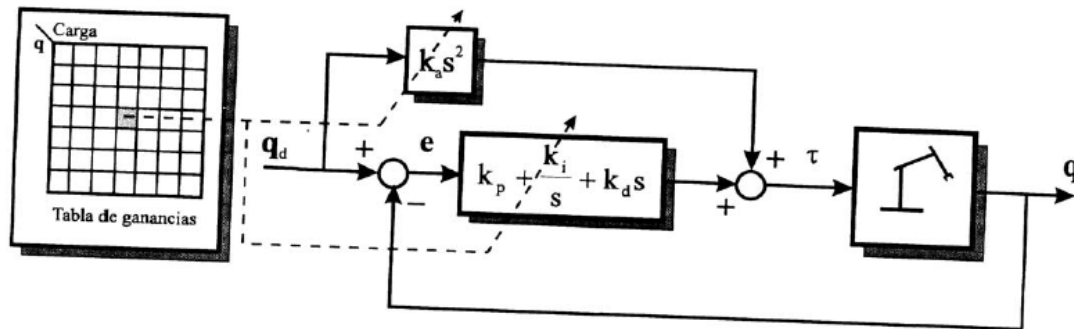 Carga
q
Tabla de ganancias
k_a s^2
q_d
+
e
−
k_p + k_i/s + k_d s
+
+
τ
q